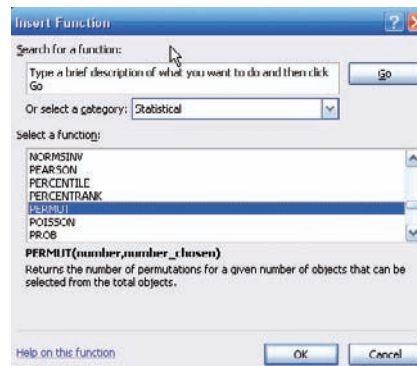 Insert Function
Search for a function:
Type a brief description of what you want to do and then click
Go
Go
Or select a category: Statistical
Select a function:
NORMSINV
PEARSON
PERCENTILE
PERCENTRANK
PERMUT
POISSON
PROB
PERMUT(number,number_chosen)
Returns the number of permutations for a given number of objects that can be
selected from the total objects.
Help on this function
OK
Cancel